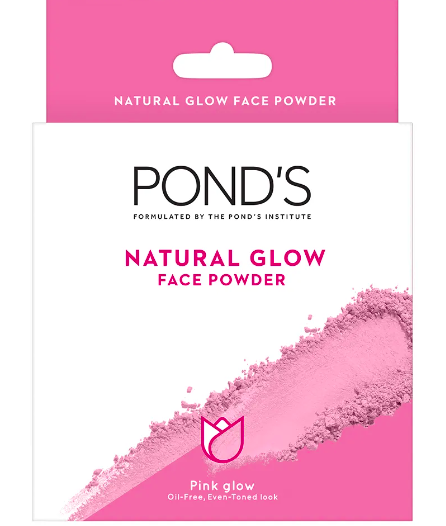 NATURAL GLOW FACE POWDER
POND'S
FORMULATED BY THE POND'S INSTITUTE
NATURAL GLOW
FACE POWDER
Pink glow
Oil-Free, Even-Toned look